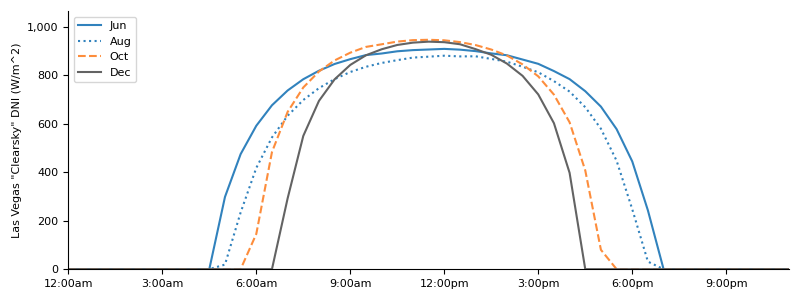 Las Vegas "Clearsky" DNI (W/m^2)
1,000
800
600
400
200
0
Jun
Aug
Oct
Dec
12:00am 3:00am 6:00am 9:00am 12:00pm 3:00pm 6:00pm 9:00pm